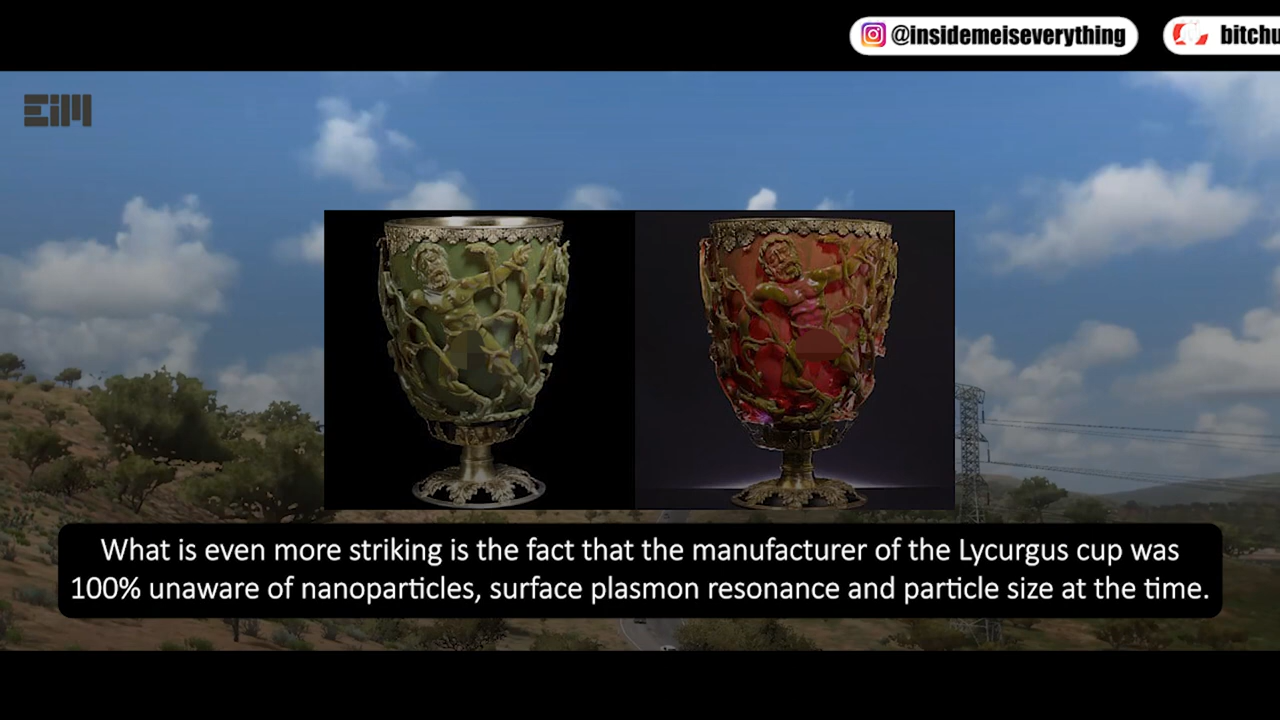 @insidemeiseverything
EIM
What is even more striking is the fact that the manufacturer of the Lycurgus cup was
100% unaware of nanoparticles, surface plasmon resonance and particle size at the time.